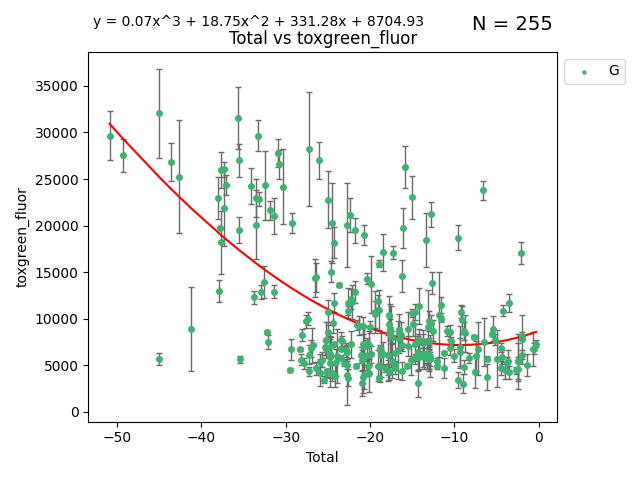 y = 0.07x^3 + 18.75x^2 + 331.28x + 8704.93
N = 255
Total vs toxgreen_fluor
G
35000
30000
25000
20000
15000
10000
5000
0
toxgreen_fluor
−50 −40 −30 −20 −10 0
Total